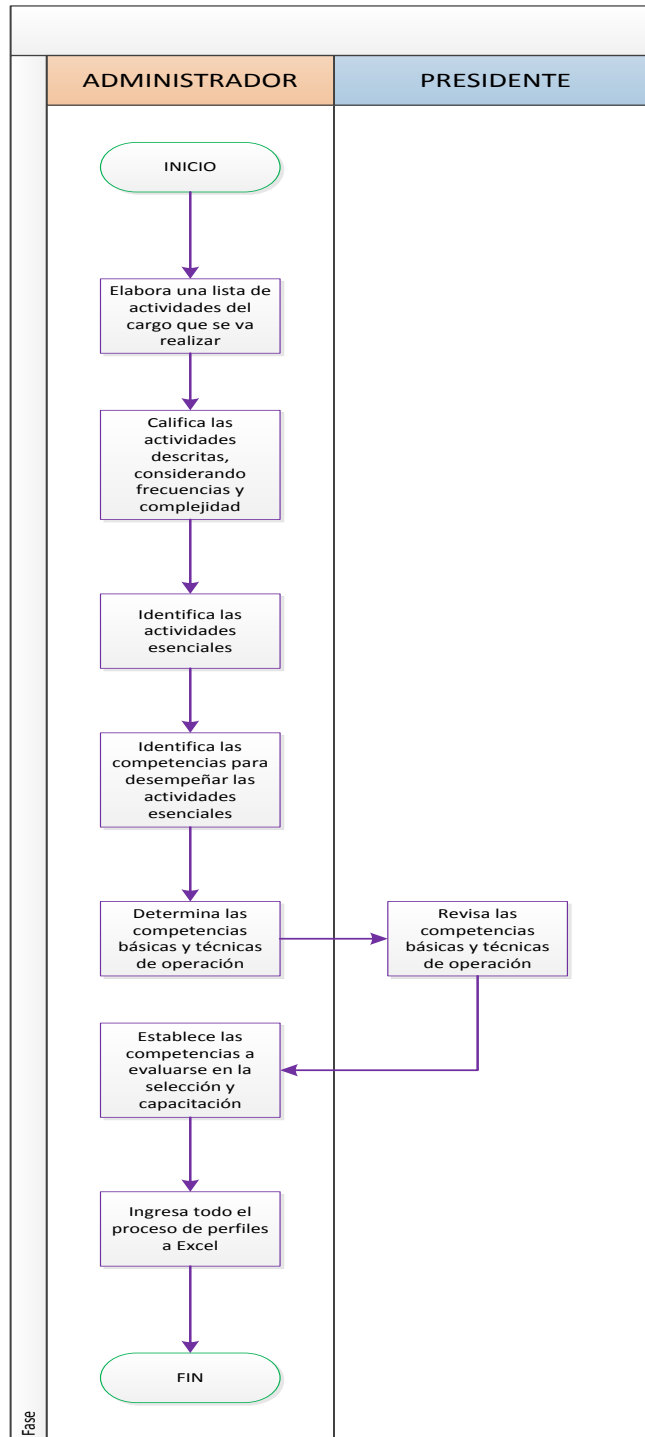 ADMINISTRADOR
PRESIDENTE
INICIO
Elabora una lista de
actividades del
cargo que se va
realizar
Califica las
actividades
descritas,
considerando
frecuencias y
complejidad
Identifica las
actividades
esenciales
Identifica las
competencias para
desempeñar las
actividades
esenciales
Determina las
competencias
básicas y técnicas
de operación
Revisa las
competencias
básicas y técnicas
de operación
Establece las
competencias a
evaluarse en la
selección y
capacitación
Ingresa todo el
proceso de perfiles
a Excel
FIN
Fase